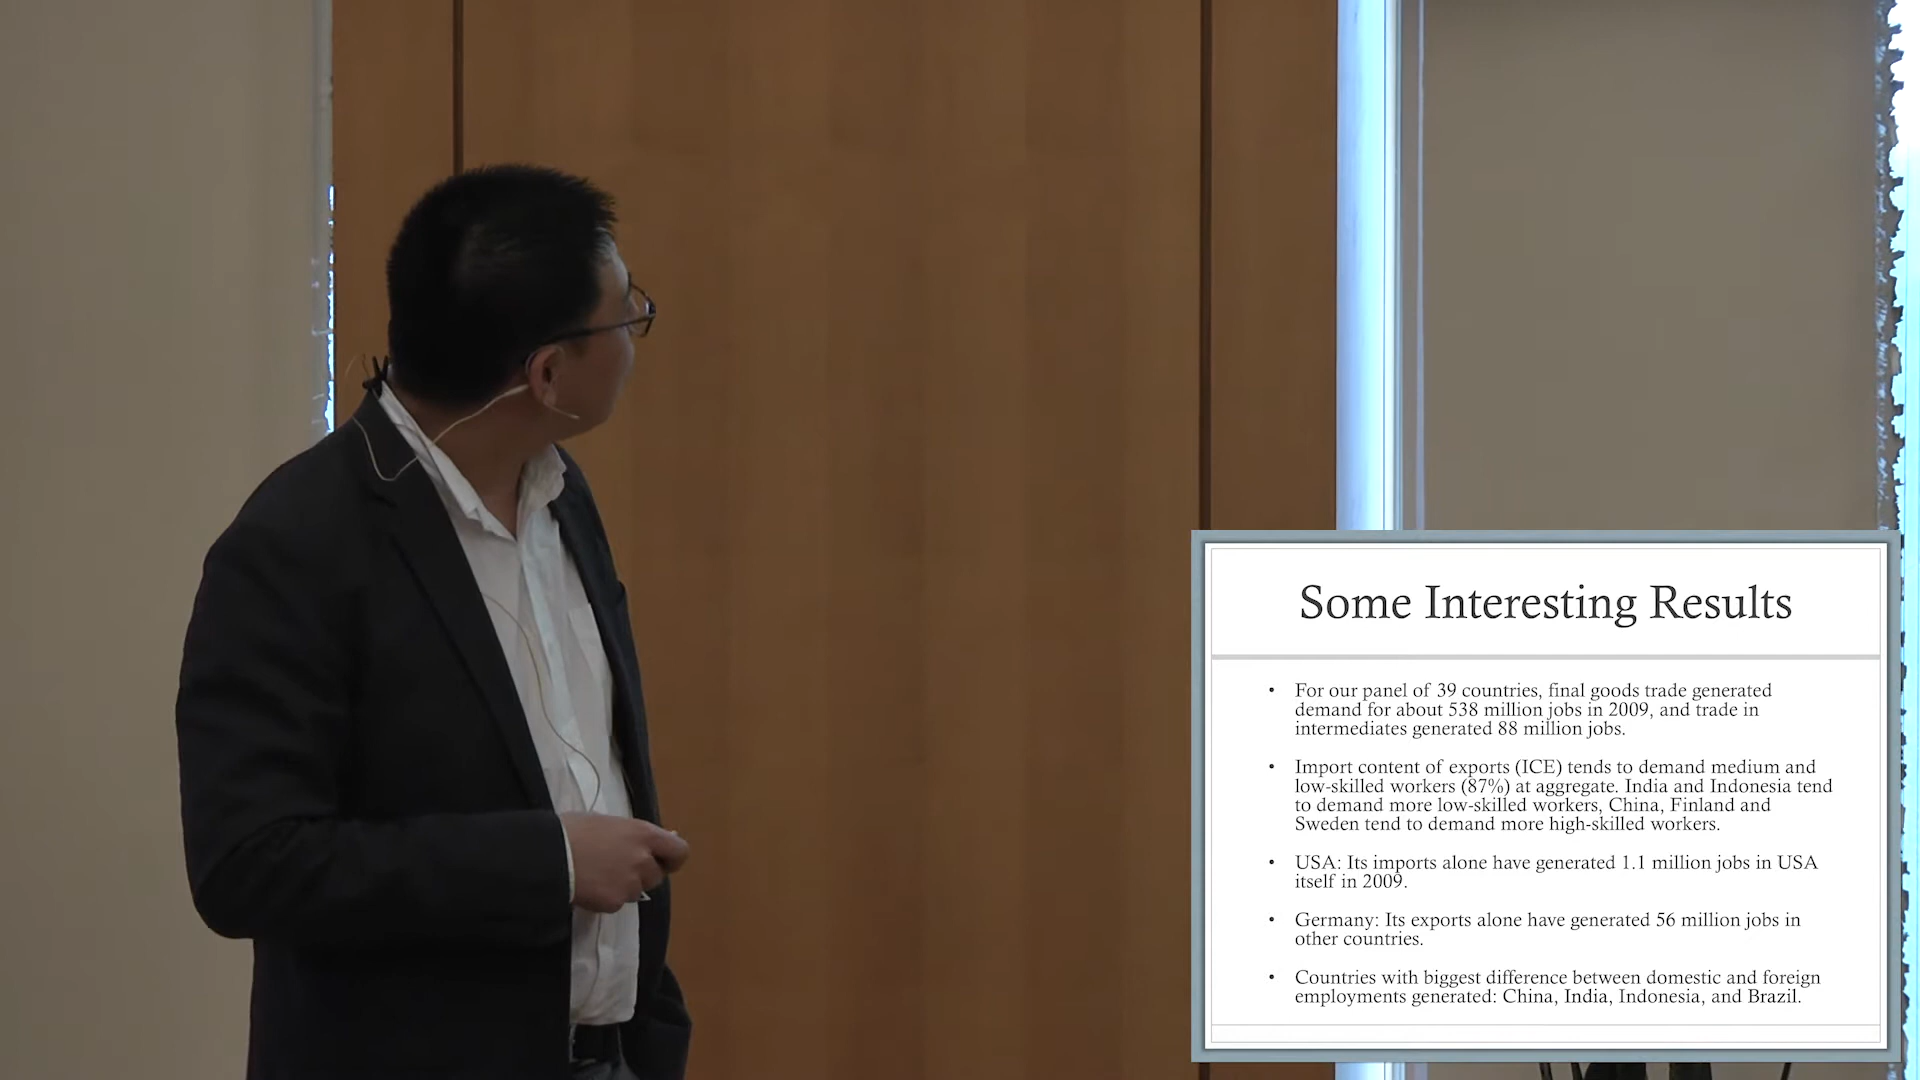 Some Interesting Results
• For our panel of 39 countries, final goods trade generated
demand for about 538 million jobs in 2009, and trade in
intermediates generated 88 million jobs.
• Import content of exports (ICE) tends to demand medium and
low-skilled workers (87%) at aggregate. India and Indonesia tend
to demand more low-skilled workers, China, Finland and
Sweden tend to demand more high-skilled workers.
• USA: Its imports alone have generated 1.1 million jobs in USA
itself in 2009.
• Germany: Its exports alone have generated 56 million jobs in
other countries.
• Countries with biggest difference between domestic and foreign
employments generated: China, India, Indonesia, and Brazil.